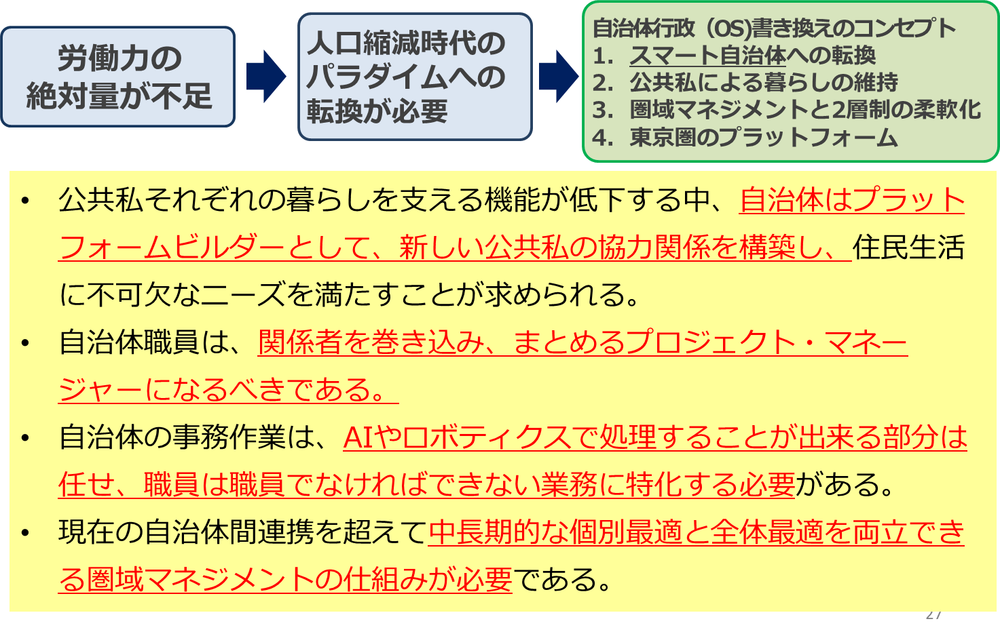 労働力の
絶対量が不足
人口縮減時代の
パラダイムへの
転換が必要
自治体行政（OS)書き換えのコンセプト
1. スマート自治体への転換
2. 公共私による暮らしの維持
3. 圏域マネジメントと2層制の柔軟化
4. 東京圏のプラットフォーム
• 公共私それぞれの暮らしを支える機能が低下する中、自治体はプラット
フォームビルダーとして、新しい公共私の協力関係を構築し、住民生活
に不可欠なニーズを満たすことが求められる。
• 自治体職員は、関係者を巻き込み、まとめるプロジェクト・マネー
ジャーになるべきである。
• 自治体の事務作業は、AIやロボティクスで処理することが出来る部分は
任せ、職員は職員でなければできない業務に特化する必要がある。
• 現在の自治体間連携を超えて中長期的な個別最適と全体最適を両立でき
る圏域マネジメントの仕組みが必要である。
27